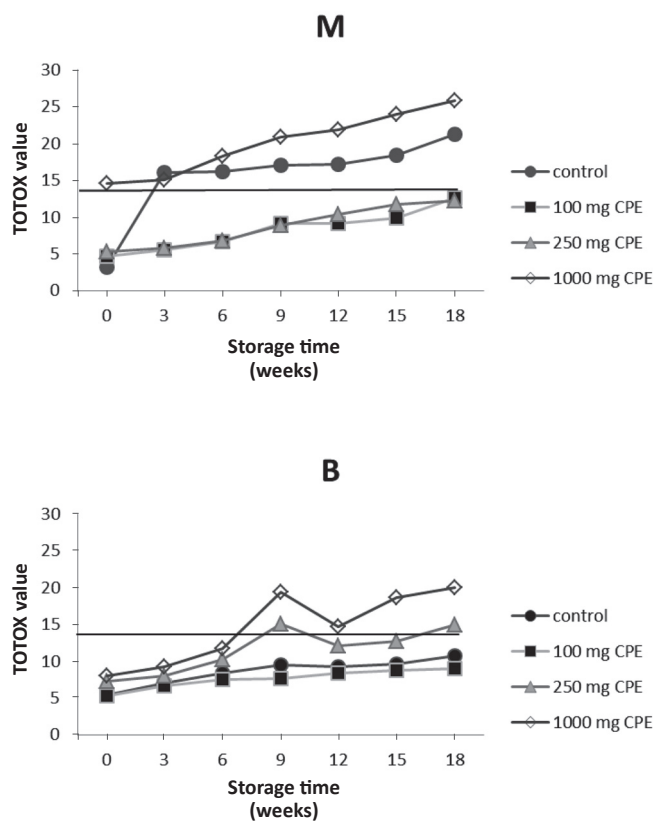 M
30
25
20
15
10
5
0
TOTOX value
0 3 6 9 12 15 18
Storage time
(weeks)
control
100 mg CPE
250 mg CPE
1000 mg CPE
B
30
25
20
15
10
5
0
TOTOX value
0 3 6 9 12 15 18
Storage time
(weeks)
control
100 mg CPE
250 mg CPE
1000 mg CPE